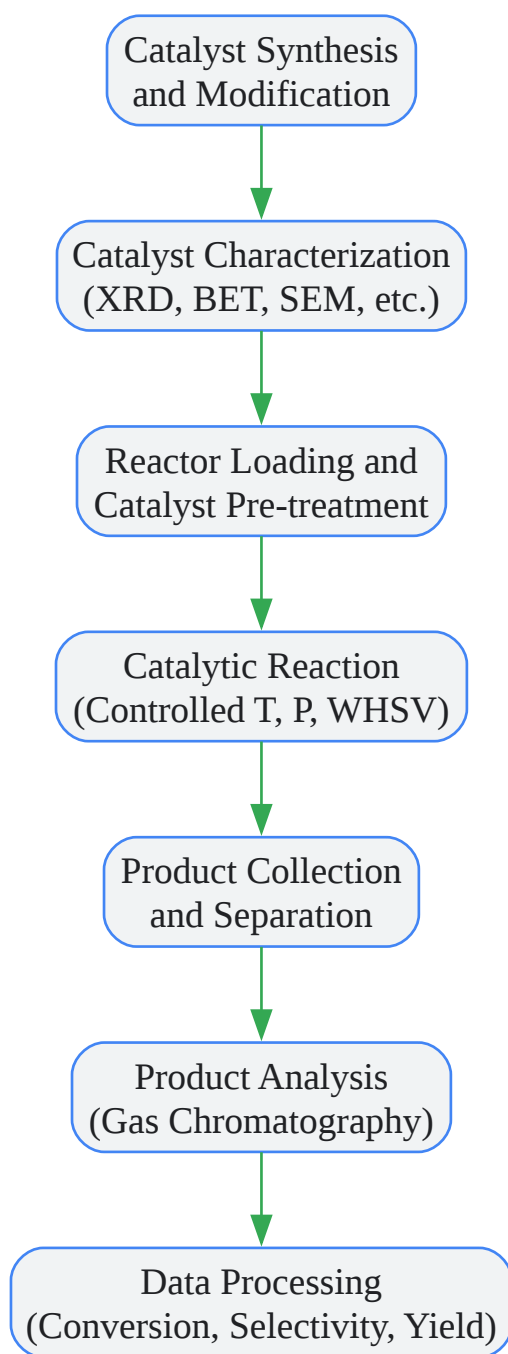 Catalyst Synthesis
and Modification
Catalyst Characterization
(XRD, BET, SEM, etc.)
Reactor Loading and
Catalyst Pre-treatment
Catalytic Reaction
(Controlled T, P, WHSV)
Product Collection
and Separation
Product Analysis
(Gas Chromatography)
Data Processing
(Conversion, Selectivity, Yield)